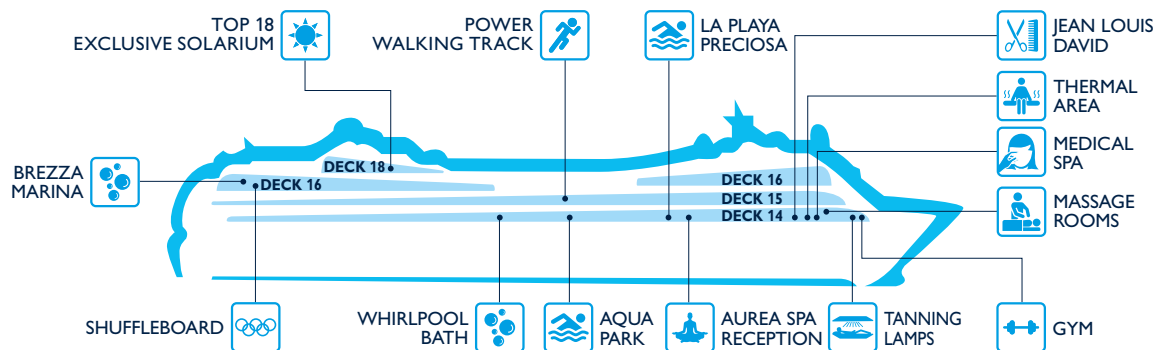 TOP 18
EXCLUSIVE SOLARIUM
POWER
WALKING TRACK
LA PLAYA
PRECIOSA
JEAN LOUIS
DAVID
THERMAL
AREA
MEDICAL
SPA
MASSAGE
ROOMS
BREZZA
MARINA
DECK 18
DECK 16
DECK 16
DECK 15
DECK 14
SHUFFLEBOARD
WHIRLPOOL
BATH
AQUA
PARK
AUREA SPA
RECEPTION
TANNING
LAMPS
GYM